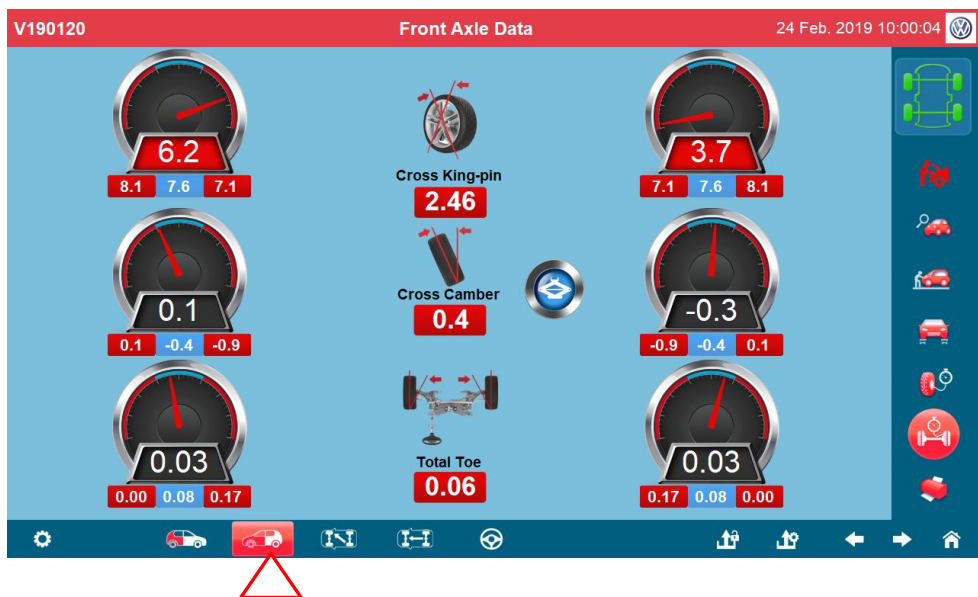 V190120 Front Axle Data 24 Feb. 2019 10:00:04
6.2 3.7
8.1 7.6 7.1 Cross King-pin 7.1 7.6 8.1
2.46
0.1 Cross Camber -0.3
0.4
0.1 -0.4 -0.9 -0.9 -0.4 0.1
0.03 Total Toe 0.03
0.06
0.00 0.08 0.17 0.17 0.08 0.00